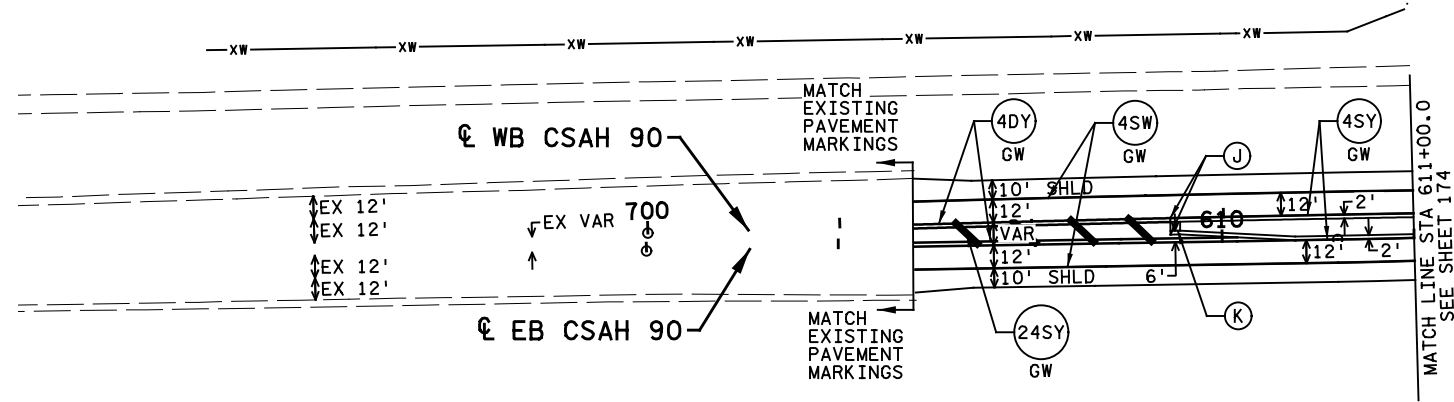 XW XW XW XW XW XW XW
MATCH
EXISTING
PAVEMENT
MARKINGS
℄ WB CSAH 90
4DY
GW
4SW
GW
J
4SY
GW
EX 12'
EX 12'
EX VAR
700
10' SHLD
12'
VAR
12'
10' SHLD
610
6'
12'
2'
12'
2'
EX 12'
EX 12'
℄ EB CSAH 90
MATCH
EXISTING
PAVEMENT
MARKINGS
24SY
GW
K
MATCH LINE STA 611+00.0
SEE SHEET 174